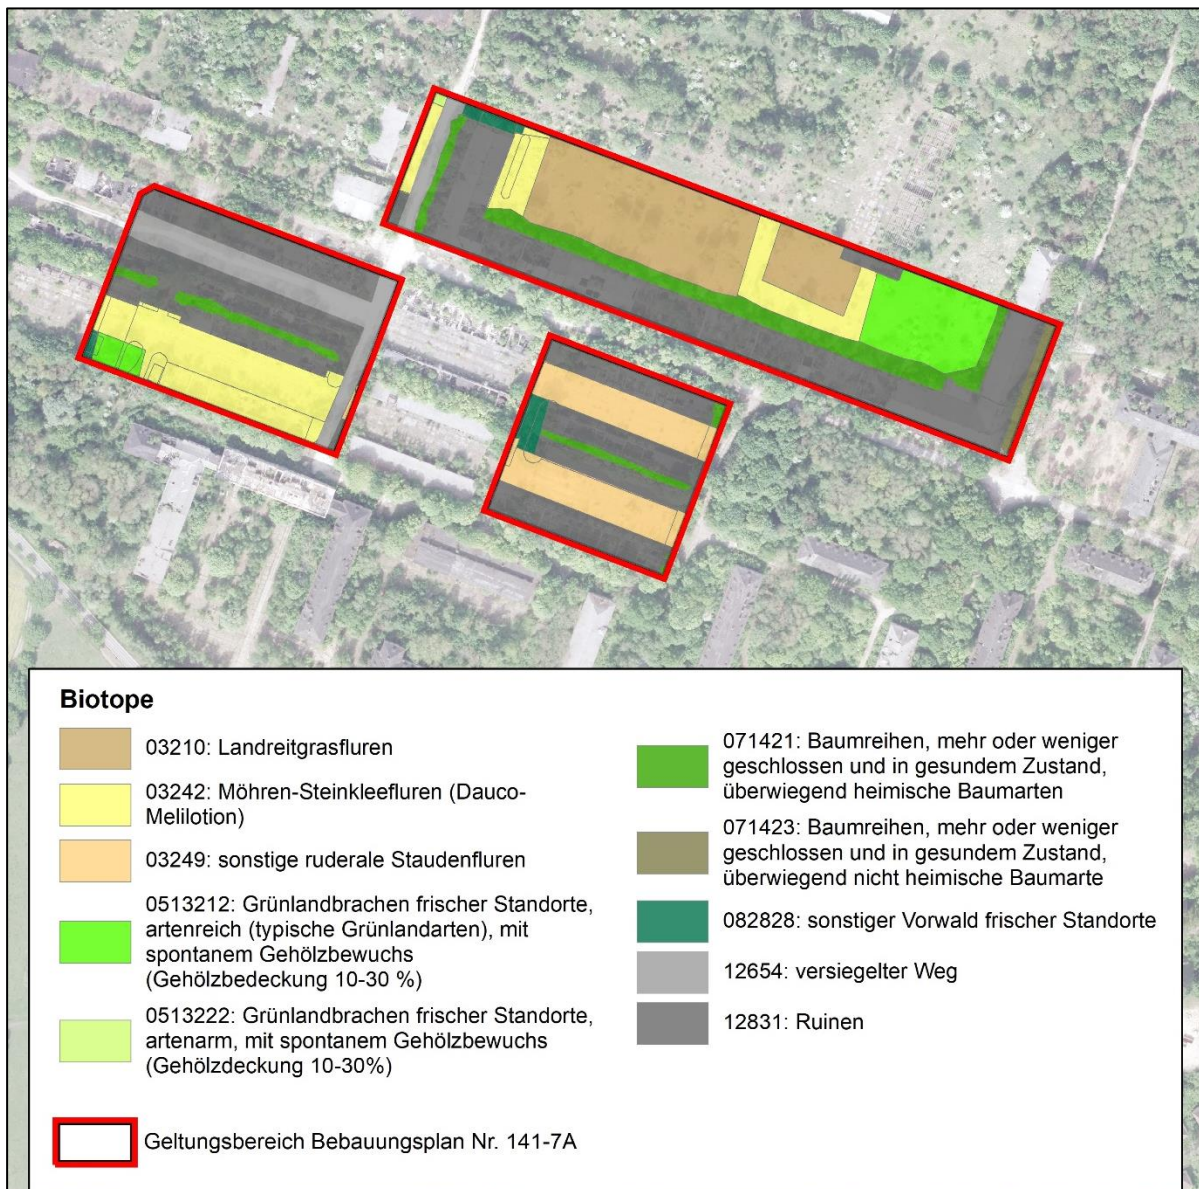 Biotope
03210: Landreitgrasfluren
03242: Möhren-Steinkleefluren (Dauco-
Melilotion)
03249: sonstige ruderale Staudenfluren
0513212: Grünlandbrachen frischer Standorte,
artenreich (typische Grünlandarten), mit
spontanem Gehölzbewuchs
(Gehölzbedeckung 10-30 %)
0513222: Grünlandbrachen frischer Standorte,
artenarm, mit spontanem Gehölzbewuchs
(Gehölzdeckung 10-30%)
071421: Baumreihen, mehr oder weniger
geschlossen und in gesundem Zustand,
überwiegend heimische Baumarten
071423: Baumreihen, mehr oder weniger
geschlossen und in gesundem Zustand,
überwiegend nicht heimische Baumarte
082828: sonstiger Vorwald frischer Standorte
12654: versiegelter Weg
12831: Ruinen
Geltungsbereich Bebauungsplan Nr. 141-7A